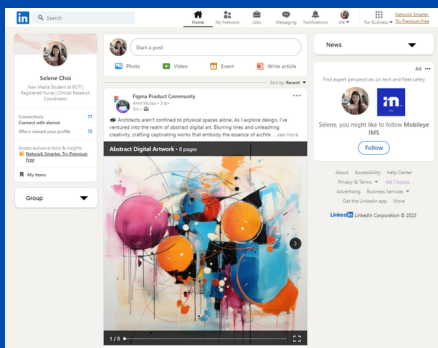 in
Search
Home
My Network
Jobs
Messaging
Notifications
Me
For Business
Network Smarter,
Try Premium Free
Selene Choi
New Media Student at BCIT |
Registered Nurse | Clinical Research
Coordinator
Connections 77
Connect with alumni
Who's viewed your profile 70
Access exclusive tools & insights
Network Smarter, Try Premium
Free
My items
Group
Start a post
Photo
Video
Event
Write article
Sort by: Recent
Figma Product Community
Architects aren't confined to physical spaces alone. As I explore design, I've
ventured into the realm of abstract digital art. Blurring lines and unleashing
creativity, crafting captivating works that embody the essence of archite ...see more
Abstract Digital Artwork • 8 pages
1 / 8
News
Ad •••
Find expert perspectives on tech and fleet safety
Selene, you might like to follow Mobileye
IMS
Follow
About Accessibility Help Center
Privacy & Terms Ad Choices
Advertising Business Services
Get the LinkedIn app More
LinkedIn LinkedIn Corporation © 2023